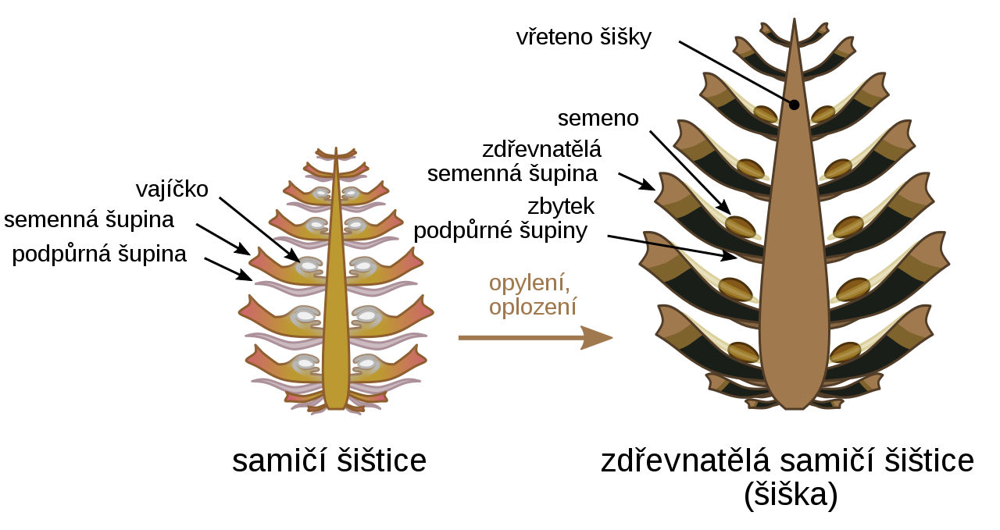 vřeteno šišky
semeno
zdřevnatělá
semenná šupina
zbytek
podpůrné šupiny
vajíčko
semenná šupina
podpůrná šupina
opylení,
oplození
samičí šištice
zdřevnatělá samičí šištice
(šiška)